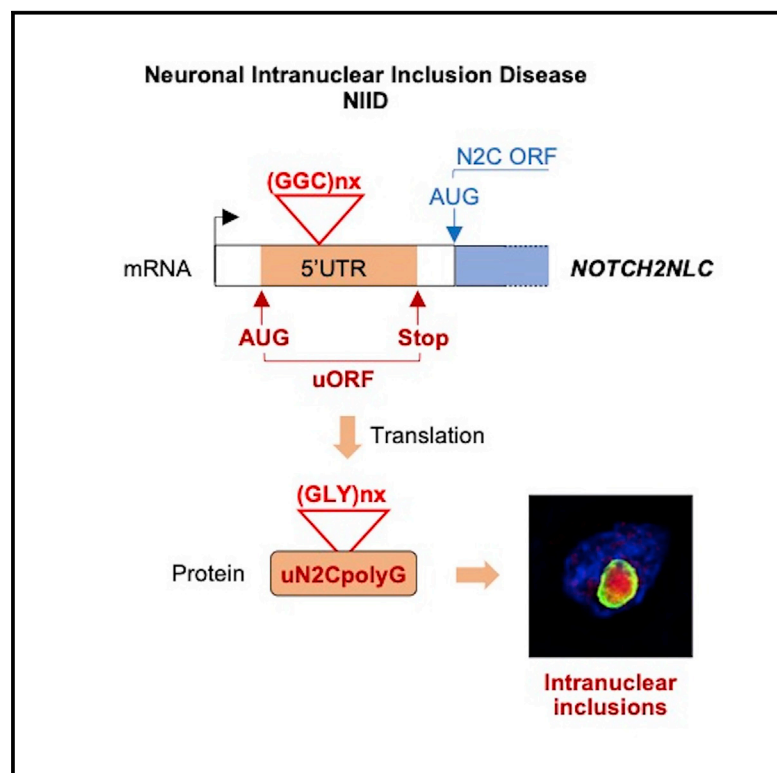 Neuronal Intranuclear Inclusion Disease
NIID
N2C ORF
(GGC)nx
AUG
mRNA
5'UTR
NOTCH2NLC
AUG
Stop
uORF
Translation
(GLY)nx
Protein
uN2CpolyG
Intranuclear
inclusions